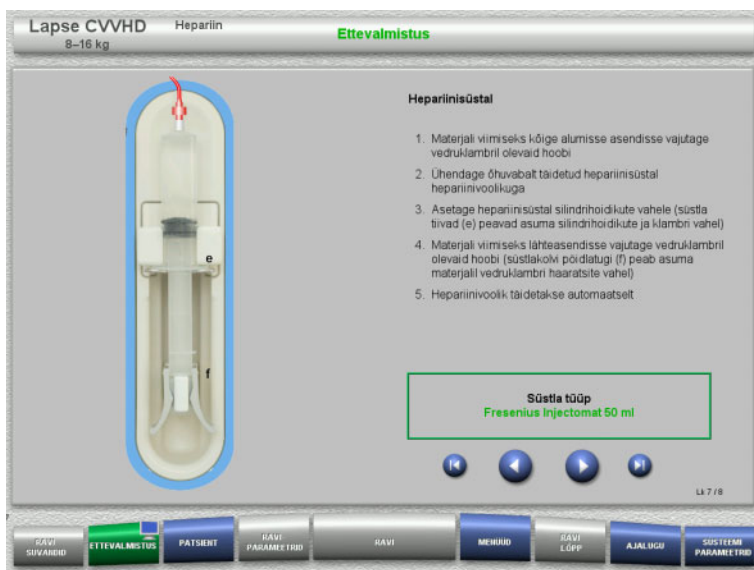 Lapse CVVHD Hepariin
8–16 kg
Ettevalmistus
Hepariinisüstal
1. Materjali viimiseks kõige alumisse asendisse vajutage
vedruklambril olevaid hoobi
2. Ühendage õhuvabalt täidetud hepariinisüstal
hepariinivoolikuga
3. Asetage hepariinisüstal silindrihoidikute vahele (süstla
tiivad (e) peavad asuma silindrihoidikute ja klambri vahel)
4. Materjali viimiseks lähteasendisse vajutage vedruklambril
olevaid hoobi (süstlakolvi pöidlatugi (f) peab asuma
materjalil vedruklambri haaratsite vahel)
5. Hepariinivoolik täidetakse automaatselt
e
f
Süstla tüüp
Fresenius Injectomat 50 ml
Lk 7 / 8
RAVI
SUVANDID
ETTEVALMISTUS
PATSIENT
RAVI
PARAMEETRID
RAVI
MENÜÜD
RAVI
LÕPP
AJALUGU
SÜSTEEMI
PARAMEETRID